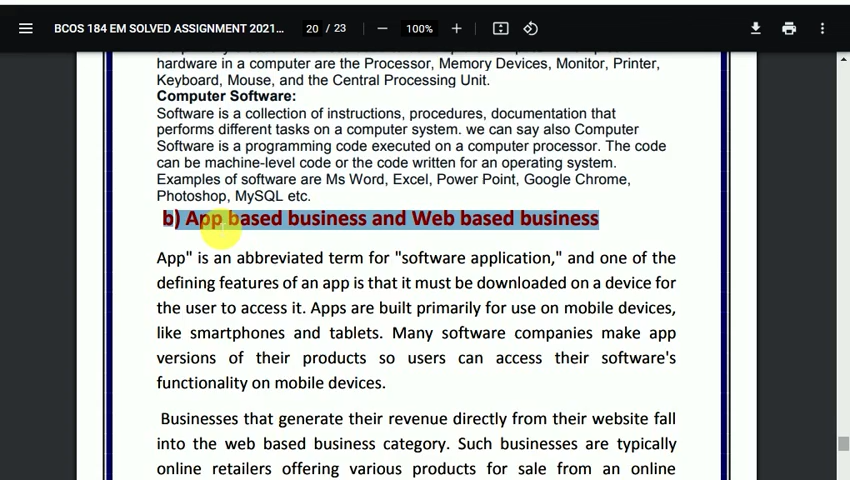 BCOS 184 EM SOLVED ASSIGNMENT 2021...
20 / 23
100%
hardware in a computer are the Processor, Memory Devices, Monitor, Printer,
Keyboard, Mouse, and the Central Processing Unit.
Computer Software:
Software is a collection of instructions, procedures, documentation that
performs different tasks on a computer system. we can say also Computer
Software is a programming code executed on a computer processor. The code
can be machine-level code or the code written for an operating system.
Examples of software are Ms Word, Excel, Power Point, Google Chrome,
Photoshop, MySQL etc.
b) App based business and Web based business
App" is an abbreviated term for "software application," and one of the
defining features of an app is that it must be downloaded on a device for
the user to access it. Apps are built primarily for use on mobile devices,
like smartphones and tablets. Many software companies make app
versions of their products so users can access their software's
functionality on mobile devices.
Businesses that generate their revenue directly from their website fall
into the web based business category. Such businesses are typically
online retailers offering various products for sale from an online